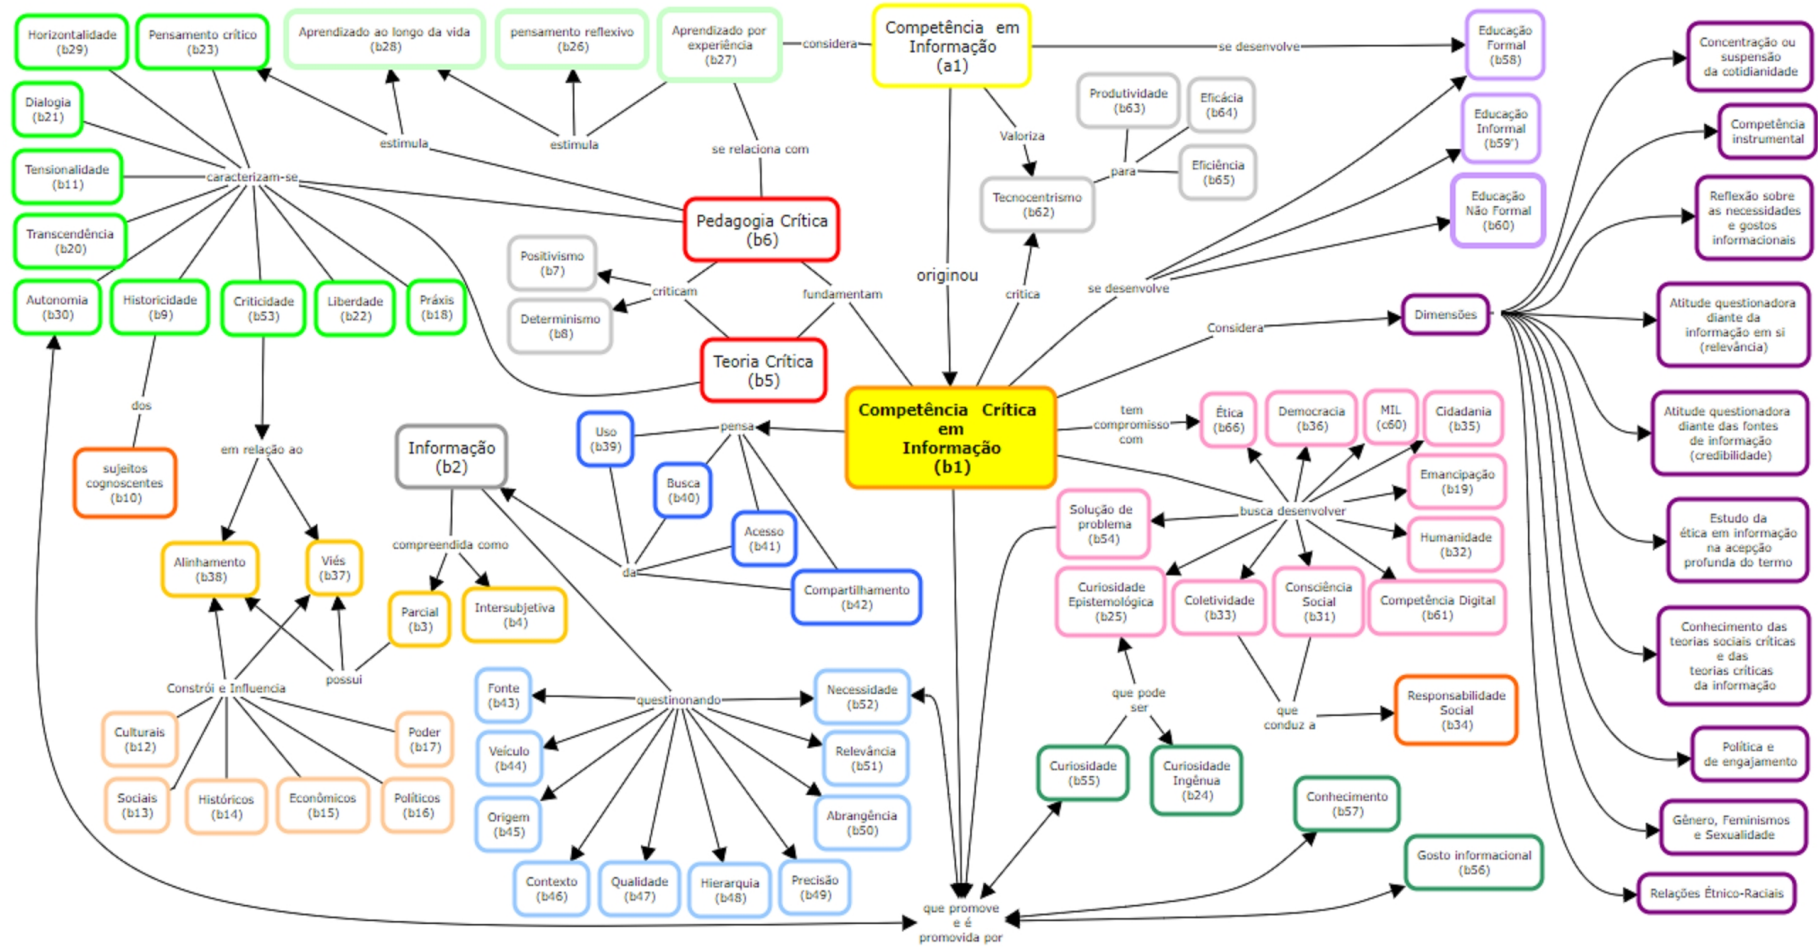 Horizontalidade
(b29)
Pensamento crítico
(b23)
Aprendizado ao longo da vida
(b28)
pensamento reflexivo
(b26)
Aprendizado por
experiência
(b27)
considera
Competência em
Informação
(a1)
se desenvolve
Educação
Formal
(b58)
Concentração ou
suspensão
da cotidianidade
Dialogia
(b21)
estimula
estimula
se relaciona com
Valoriza
Produtividade
(b63)
Eficácia
(b64)
Eficiência
(b65)
para
Tecnocentrismo
(b62)
Educação
Informal
(b59')
Educação
Não Formal
(b60)
Competência
instrumental
Tensionalidade
(b11)
caracterizam-se
Reflexão sobre
as necessidades
e gostos
informacionais
Transcendência
(b20)
Pedagogia Crítica
(b6)
Positivismo
(b7)
Determinismo
(b8)
criticam
fundamentam
originou
critica
se desenvolve
Considera
Dimensões
Autonomia
(b30)
Historicidade
(b9)
Criticidade
(b53)
Liberdade
(b22)
Práxis
(b18)
Atitude questionadora
diante da
informação em si
(relevância)
Teoria Crítica
(b5)
dos
em relação ao
sujeitos
cognoscentes
(b10)
Informação
(b2)
Uso
(b39)
pensa
Competência Crítica
em
Informação
(b1)
tem
compromisso
com
Ética
(b66)
Democracia
(b36)
MIL
(c60)
Cidadania
(b35)
Atitude questionadora
diante das fontes
de informação
(credibilidade)
Busca
(b40)
Acesso
(b41)
Emancipação
(b19)
Solução de
problema
(b54)
busca desenvolver
Humanidade
(b32)
Estudo da
ética em informação
na acepção
profunda do termo
Alinhamento
(b38)
Viés
(b37)
compreendida como
da
Compartilhamento
(b42)
Parcial
(b3)
Intersubjetiva
(b4)
Curiosidade
Epistemológica
(b25)
Coletividade
(b33)
Consciência
Social
(b31)
Competência Digital
(b61)
Conhecimento das
teorias sociais críticas
e das
teorias críticas
da informação
possui
Constrói e Influencia
Culturais
(b12)
Poder
(b17)
Sociais
(b13)
Históricos
(b14)
Econômicos
(b15)
Políticos
(b16)
Fonte
(b43)
questinonando
Necessidade
(b52)
Veículo
(b44)
Relevância
(b51)
Origem
(b45)
Abrangência
(b50)
Contexto
(b46)
Qualidade
(b47)
Hierarquia
(b48)
Precisão
(b49)
que pode
ser
que
conduz a
Responsabilidade
Social
(b34)
Política e
de engajamento
Curiosidade
(b55)
Curiosidade
Ingênua
(b24)
Conhecimento
(b57)
Gênero, Feminismos
e Sexualidade
Gosto informacional
(b56)
Relações Étnico-Raciais
que promove
e é
promovida por